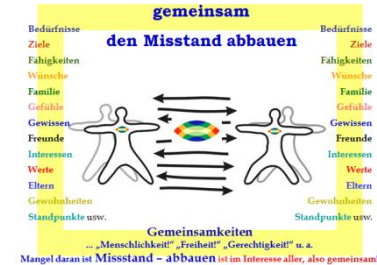 gemeinsam
den Misstand abbauen
Bedürfnisse
Ziele
Fähigkeiten
Wünsche
Familie
Gefühle
Gewissen
Freunde
Interessen
Werte
Eltern
Gewohnheiten
Standpunkte usw.
Bedürfnisse
Ziele
Fähigkeiten
Wünsche
Familie
Gefühle
Gewissen
Freunde
Interessen
Werte
Eltern
Gewohnheiten
Standpunkte usw.
Gemeinsamkeiten
... „Menschlichkeit!“ „Freiheit!“ „Gerechtigkeit!“ u. a.
Mangel daran ist Missstand – abbauen ist im Interesse aller, also gemeinsam!